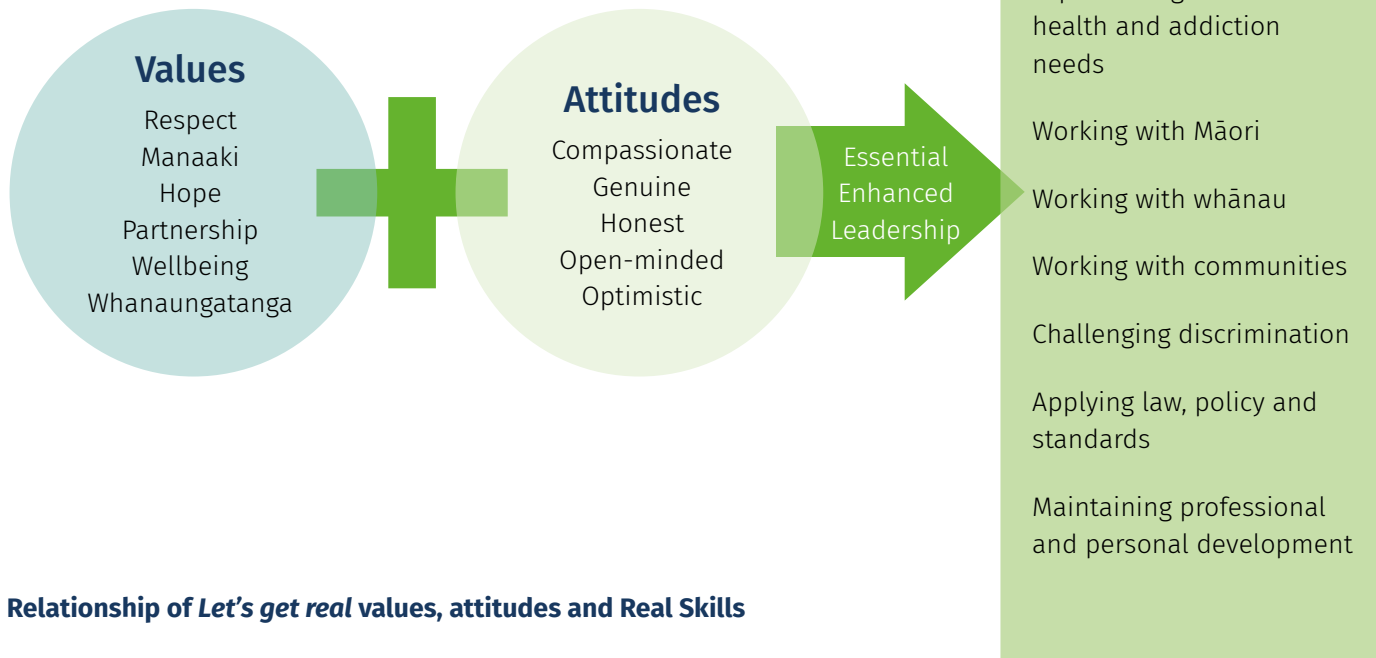 Values
Respect
Manaaki
Hope
Partnership
Wellbeing
Whanaungatanga
Attitudes
Compassionate
Genuine
Honest
Open-minded
Optimistic
Essential
Enhanced
Leadership
health and addiction
needs
Working with Māori
Working with whānau
Working with communities
Challenging discrimination
Applying law, policy and
standards
Maintaining professional
and personal development
Relationship of Let’s get real values, attitudes and Real Skills